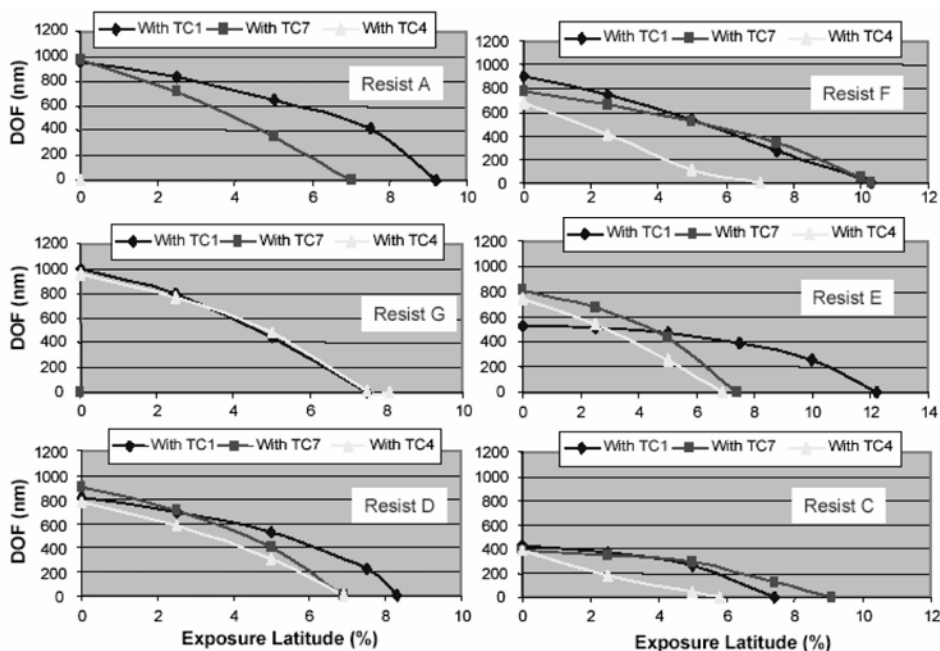 With TC1 With TC7 With TC4
1200
1000
800
600
400
200
0
DOF (nm)
Resist A
0 2 4 6 8 10
With TC1 With TC7 With TC4
1200
1000
800
600
400
200
0
Resist F
0 2 4 6 8 10 12
With TC1 With TC7 With TC4
1200
1000
800
600
400
200
0
DOF (nm)
Resist G
0 2 4 6 8 10
With TC1 With TC7 With TC4
1200
1000
800
600
400
200
0
Resist E
0 2 4 6 8 10 12 14
With TC1 With TC7 With TC4
1200
1000
800
600
400
200
0
DOF (nm)
Resist D
0 2 4 6 8 10
Exposure Latitude (%)
With TC1 With TC7 With TC4
1200
1000
800
600
400
200
0
Resist C
0 2 4 6 8 10 12
Exposure Latitude (%)